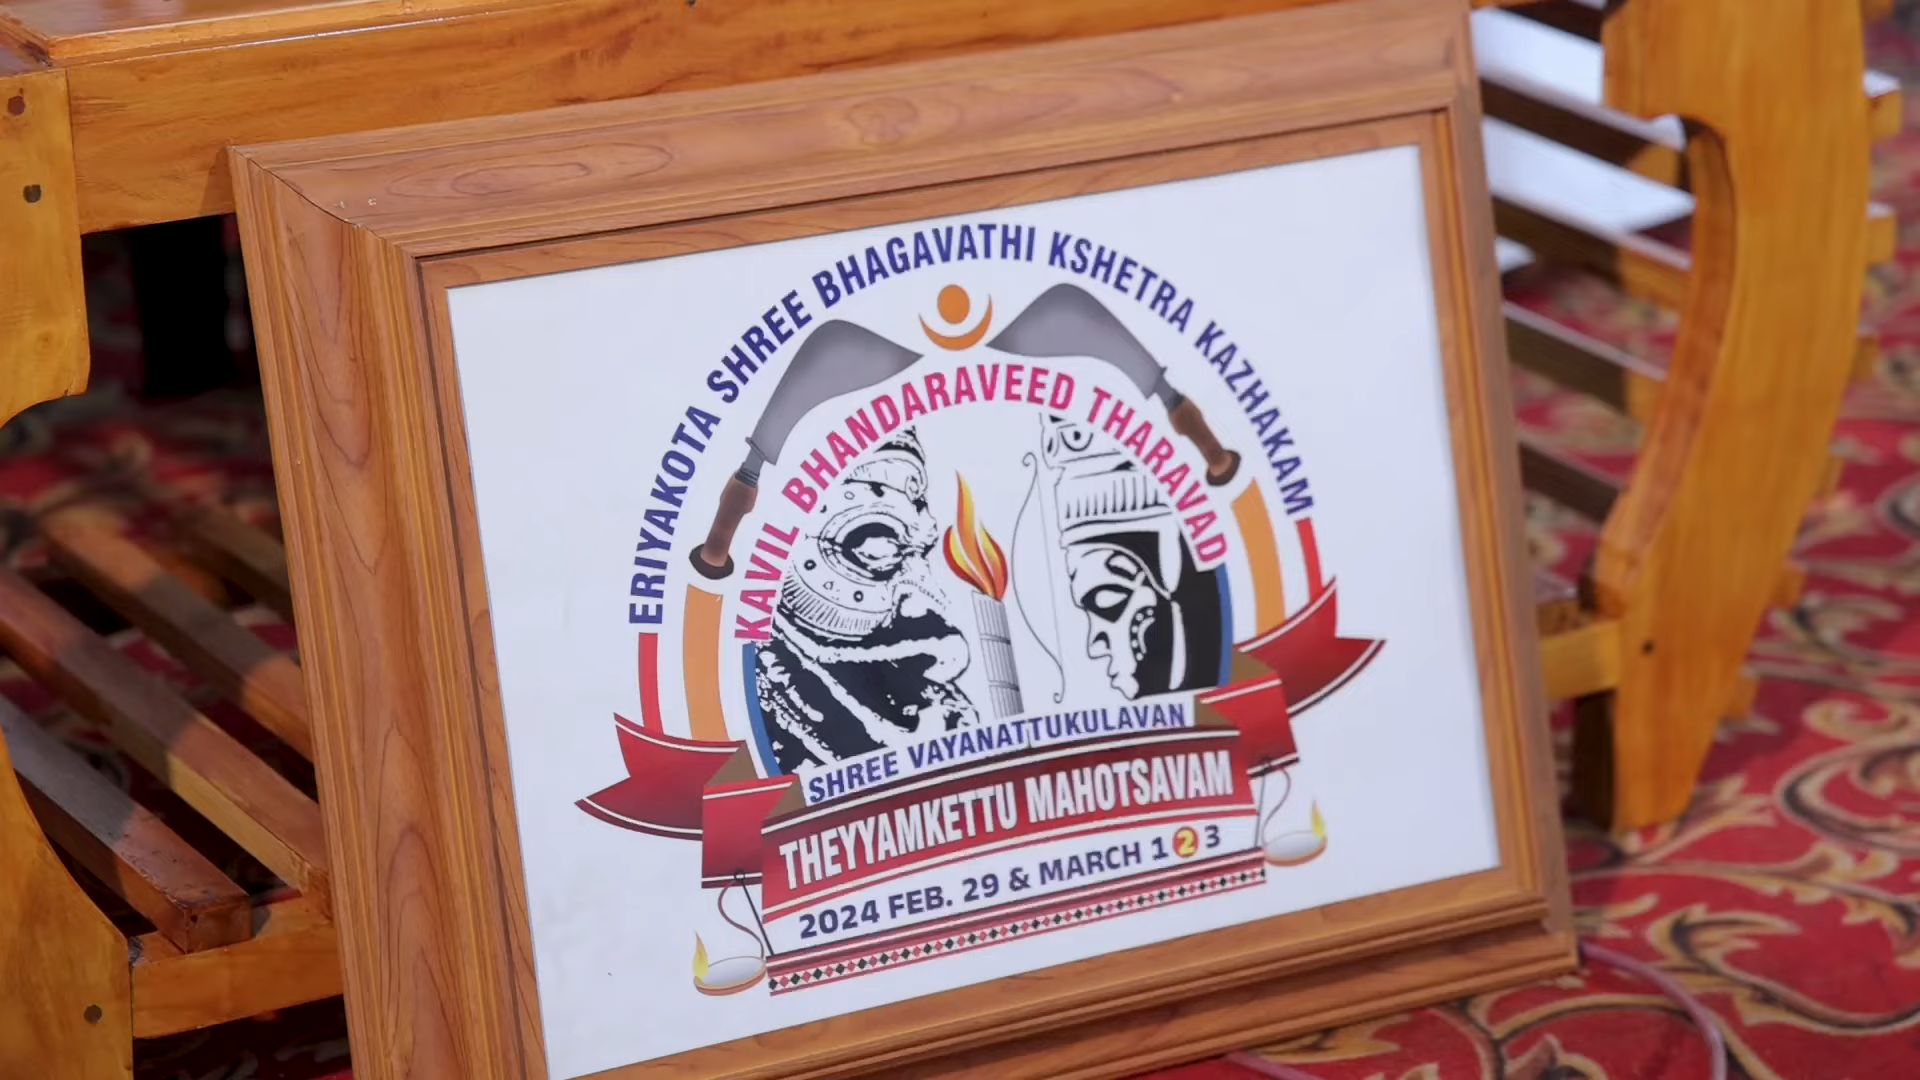 ERIYAKOTA SHREE BHAGAVATHI KSHETRA KAZHAKAM
KAVIL BHANDARAVEED THARAVAD
SHREE VAYANATTUKULAVAN
THEYYAMKETTU MAHOTSAVAM
2024 FEB. 29 & MARCH 1 2 3